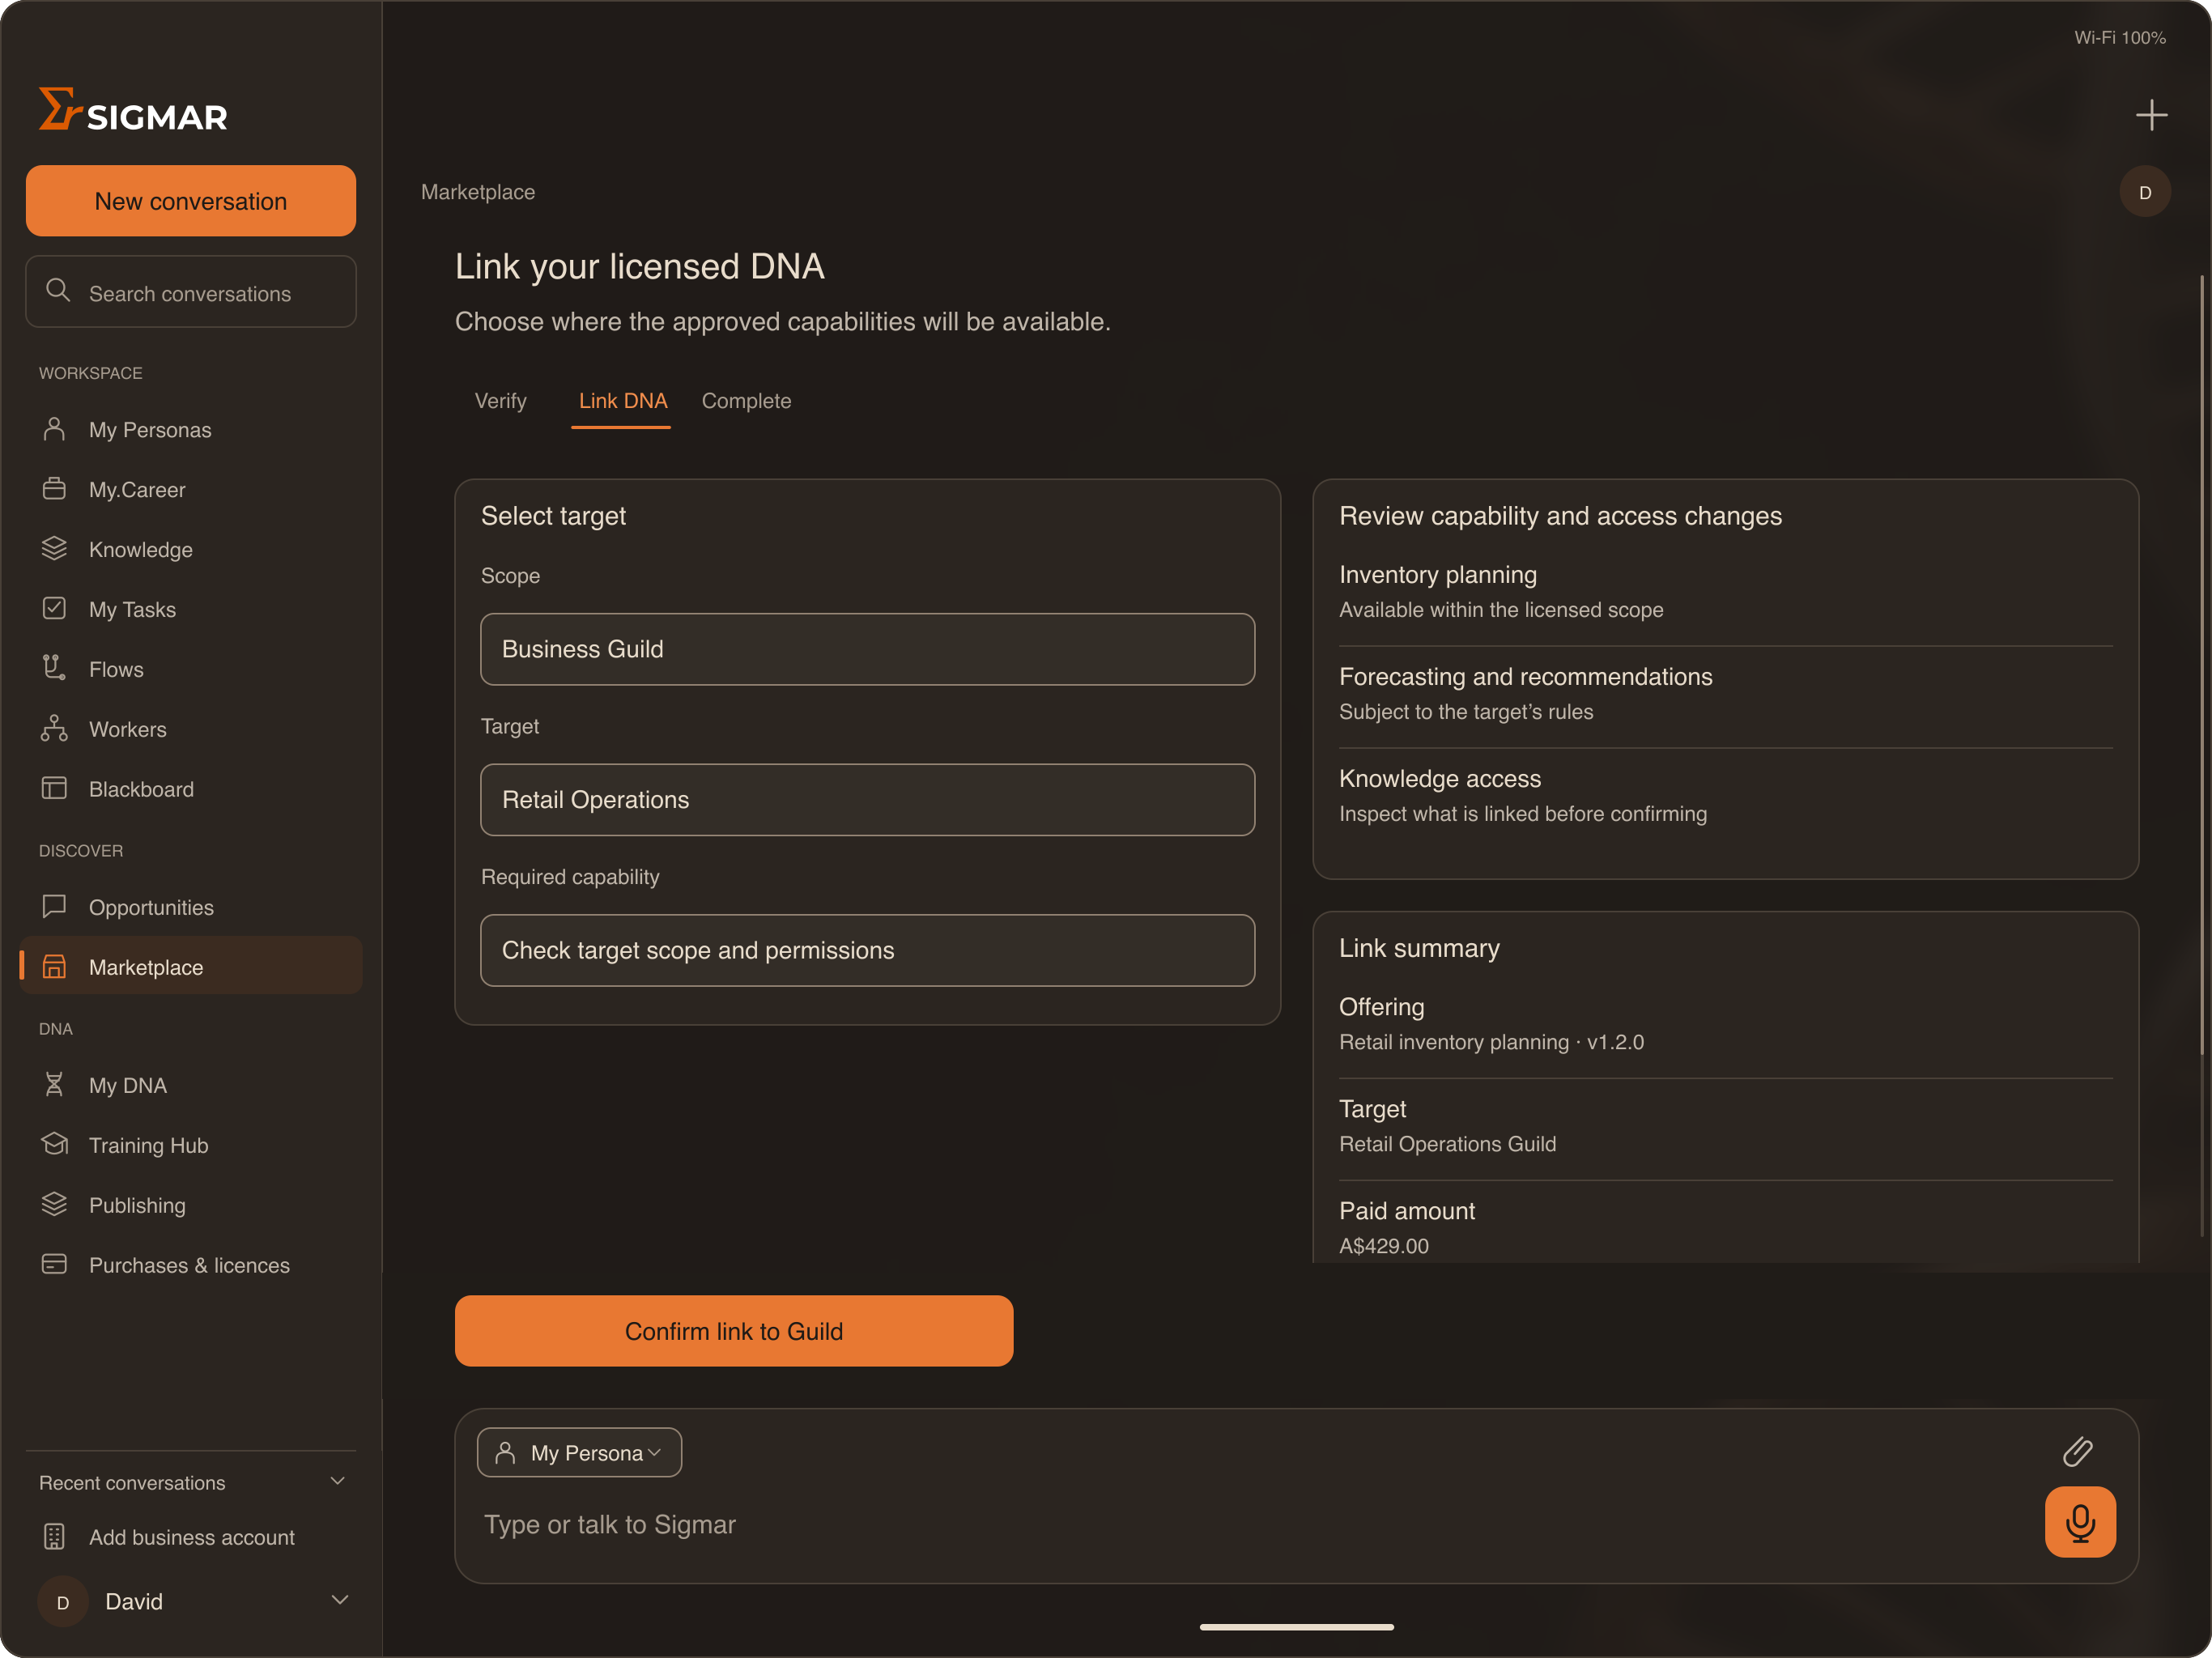 Wi-Fi 100%
Σr SIGMAR
New conversation
Search conversations
WORKSPACE
My Personas
My.Career
Knowledge
My Tasks
Flows
Workers
Blackboard
DISCOVER
Opportunities
Marketplace
DNA
My DNA
Training Hub
Publishing
Purchases & licences
Recent conversations
Add business account
D
David
Marketplace
D
Link your licensed DNA
Choose where the approved capabilities will be available.
Verify
Link DNA
Complete
Select target
Scope
Business Guild
Target
Retail Operations
Required capability
Check target scope and permissions
Review capability and access changes
Inventory planning
Available within the licensed scope
Forecasting and recommendations
Subject to the target’s rules
Knowledge access
Inspect what is linked before confirming
Link summary
Offering
Retail inventory planning · v1.2.0
Target
Retail Operations Guild
Paid amount
A$429.00
Confirm link to Guild
My Persona
Type or talk to Sigmar